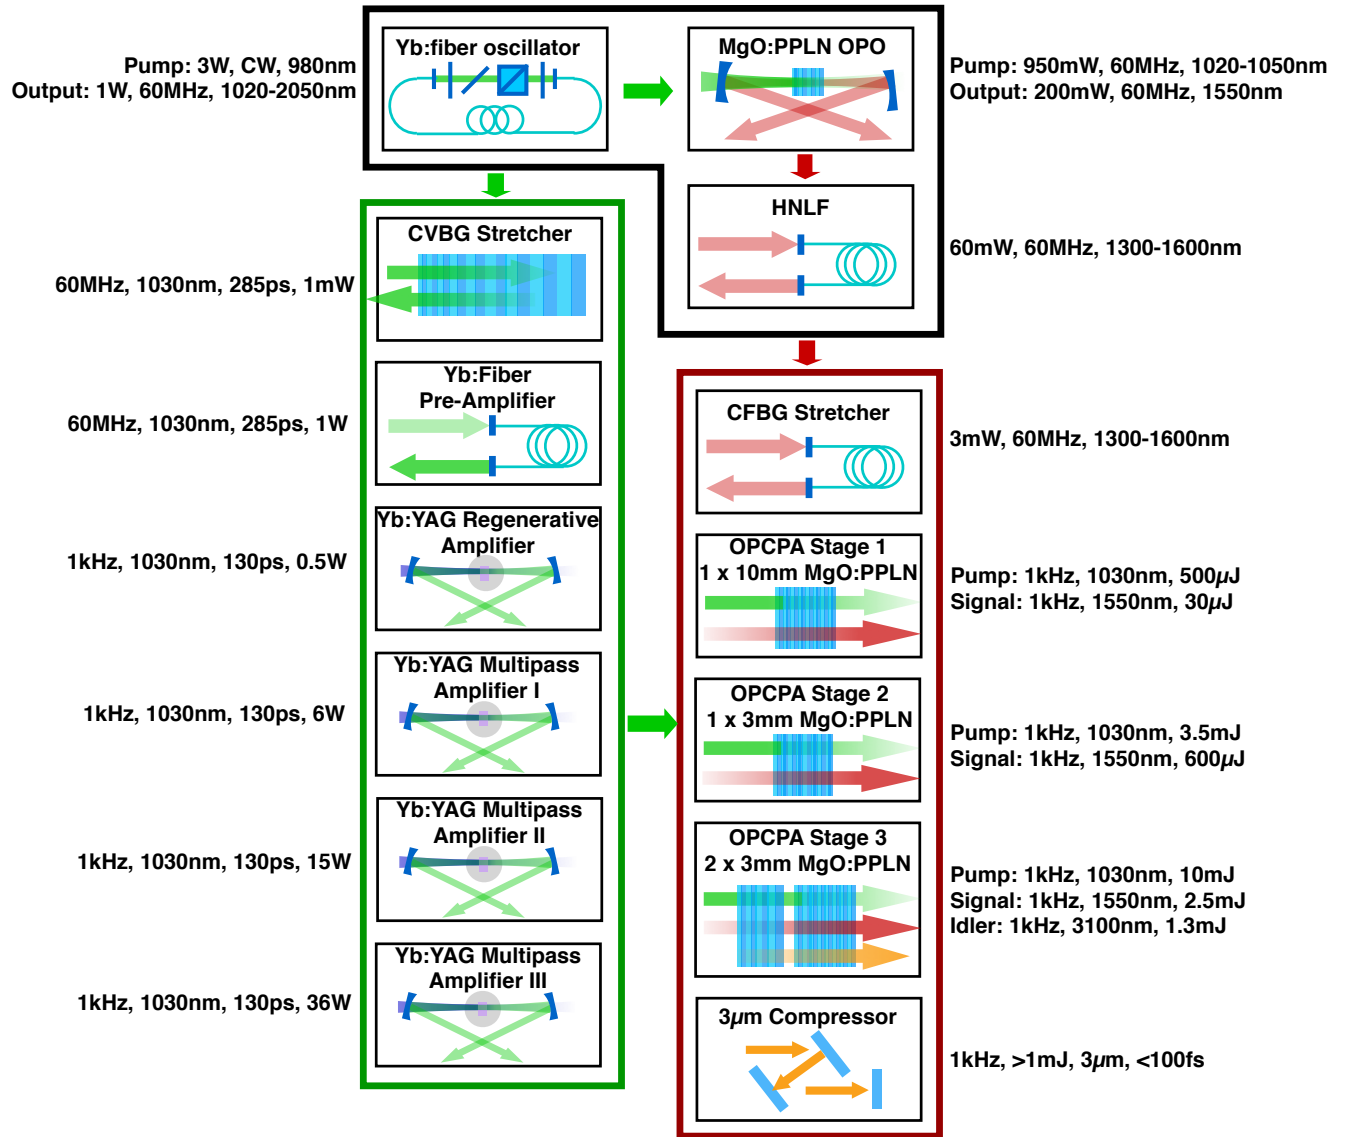 Yb:fiber oscillator
Pump: 3W, CW, 980nm
Output: 1W, 60MHz, 1020-2050nm
MgO:PPLN OPO
Pump: 950mW, 60MHz, 1020-1050nm
Output: 200mW, 60MHz, 1550nm
HNLF
60mW, 60MHz, 1300-1600nm
CVBG Stretcher
60MHz, 1030nm, 285ps, 1mW
Yb:Fiber
Pre-Amplifier
60MHz, 1030nm, 285ps, 1W
Yb:YAG Regenerative
Amplifier
1kHz, 1030nm, 130ps, 0.5W
Yb:YAG Multipass
Amplifier I
1kHz, 1030nm, 130ps, 6W
Yb:YAG Multipass
Amplifier II
1kHz, 1030nm, 130ps, 15W
Yb:YAG Multipass
Amplifier III
1kHz, 1030nm, 130ps, 36W
CFBG Stretcher
3mW, 60MHz, 1300-1600nm
OPCPA Stage 1
1 x 10mm MgO:PPLN
Pump: 1kHz, 1030nm, 500µJ
Signal: 1kHz, 1550nm, 30µJ
OPCPA Stage 2
1 x 3mm MgO:PPLN
Pump: 1kHz, 1030nm, 3.5mJ
Signal: 1kHz, 1550nm, 600µJ
OPCPA Stage 3
2 x 3mm MgO:PPLN
Pump: 1kHz, 1030nm, 10mJ
Signal: 1kHz, 1550nm, 2.5mJ
Idler: 1kHz, 3100nm, 1.3mJ
3µm Compressor
1kHz, >1mJ, 3µm, <100fs